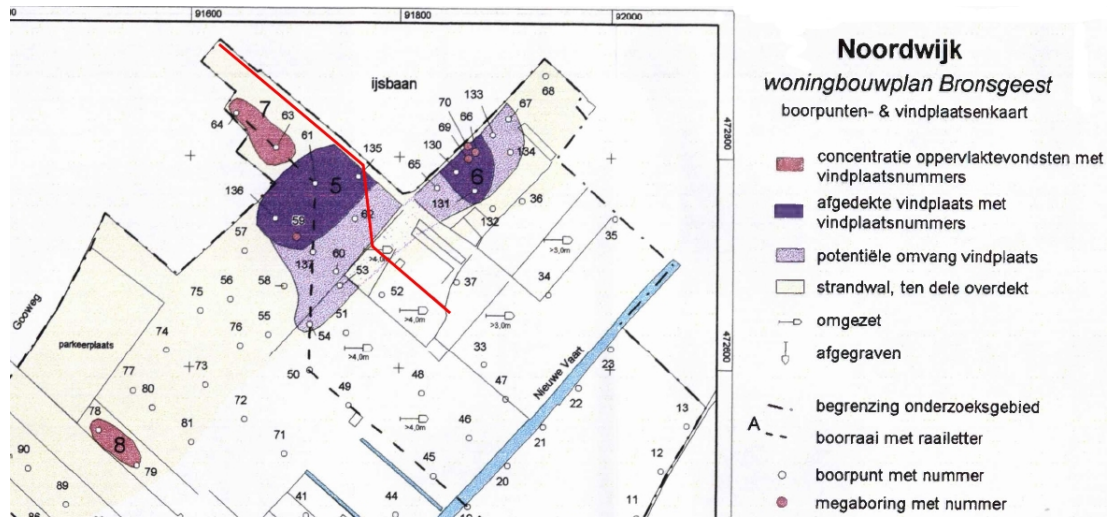 91600
91800
92000
Noordwijk
woningbouwplan Bronsgeest
boorpunten- & vindplaatsenkaart
concentratie oppervlaktevondsten met
vindplaatsnummers
afgedekte vindplaats met
vindplaatsnummers
potentiële omvang vindplaats
strandwal, ten dele overdekt
omgezet
afgegraven
begrenzing onderzoeksgebied
A
boorraai met raailetter
boorpunt met nummer
megaboring met nummer
ijsbaan
133
68
70
67
66
69
7
64
63
61
135
130
134
472800
65
136
5
6
131
132
36
59
62
35
57
137
60
>4,0m
>3,0m
56
58
53
37
34
75
52
Gooweg
55
51
>4,0m
>3,0m
74
76
54
parkeerplaats
>4,0m
33
23
472600
73
50
48
47
Nieuwe Vaart
77
80
49
22
78
72
>4,0m
46
13
81
21
8
71
90
79
45
12
20
89
41
44
11